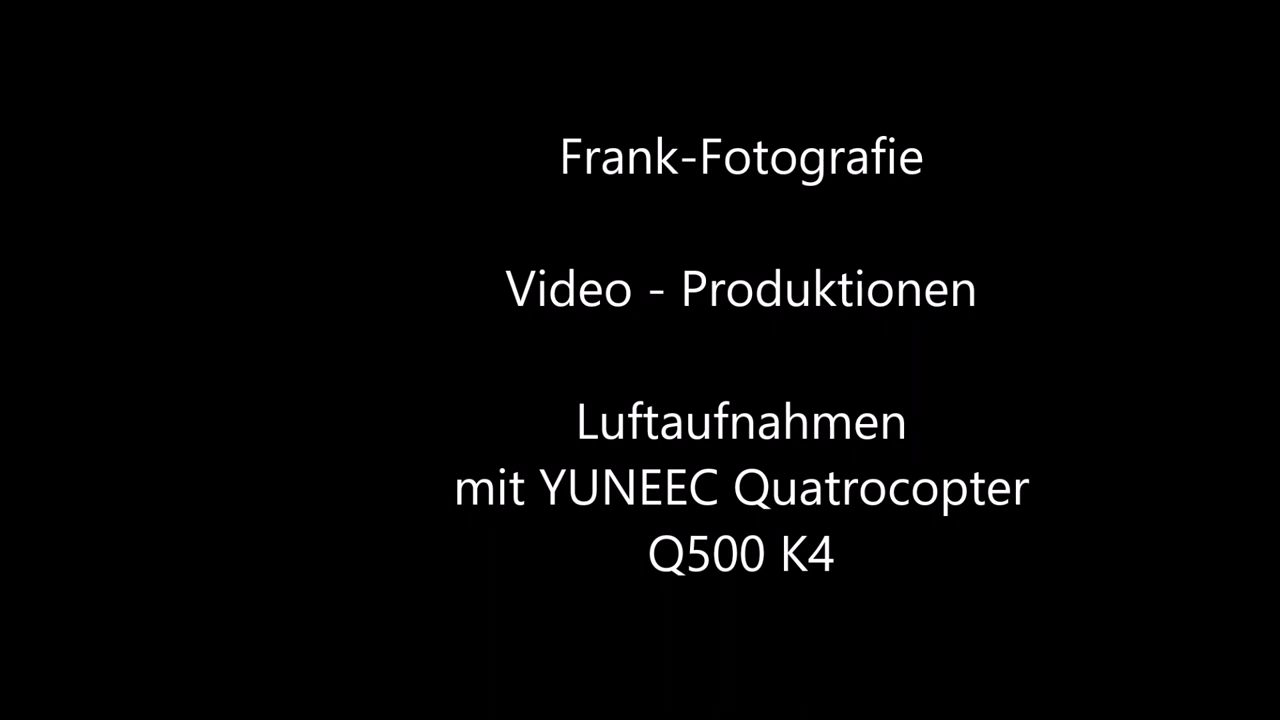 Frank-Fotografie
Video - Produktionen
Luftaufnahmen
mit YUNEEC Quatrocopter
Q500 K4